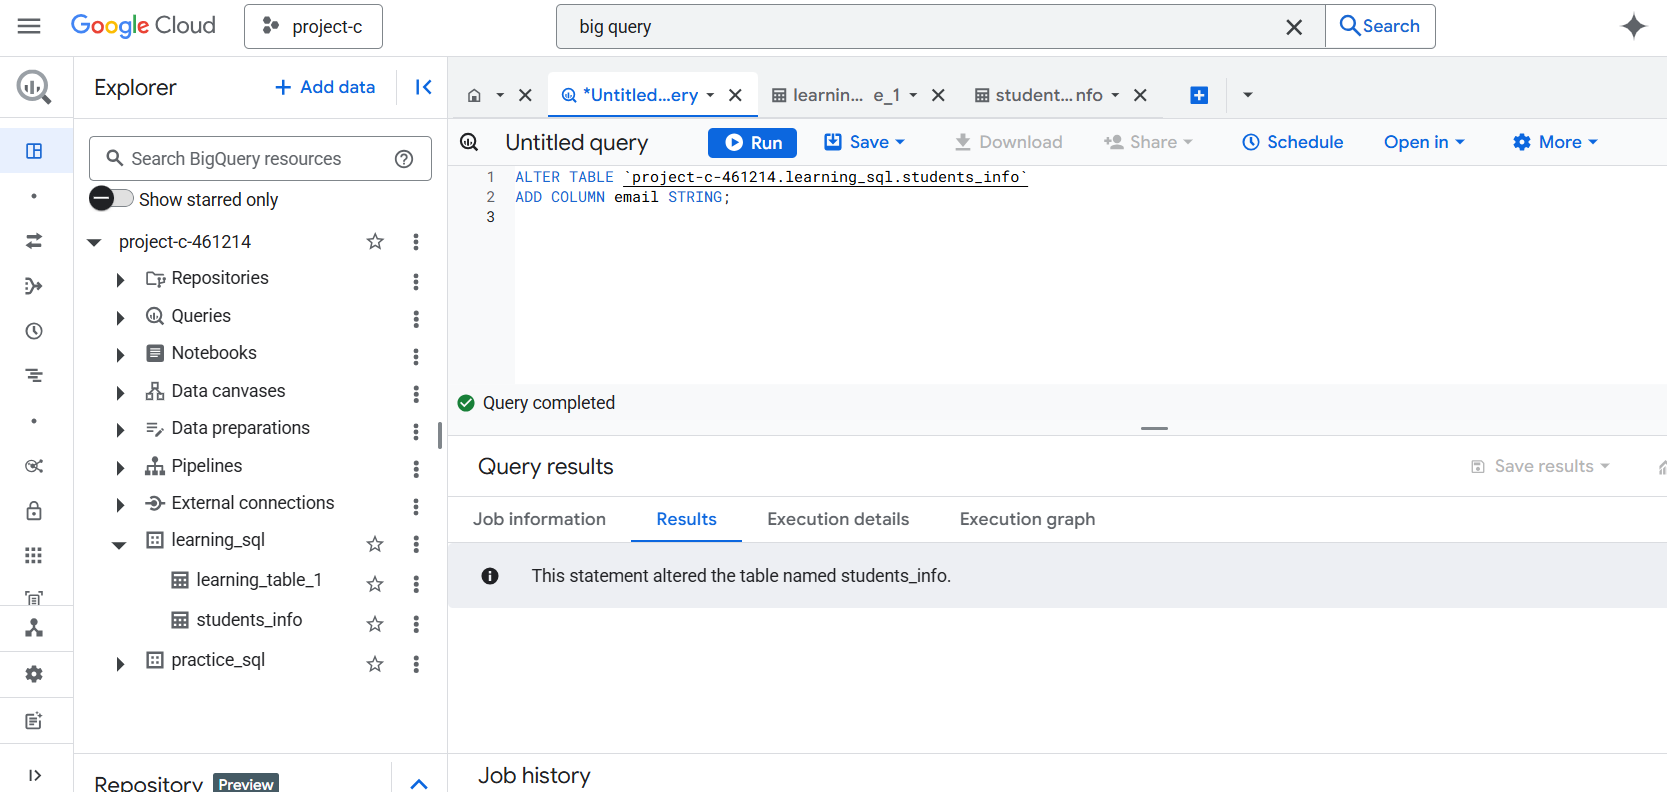 Google Cloud
project-c
big query
Search
Explorer
Add data
*Untitled...ery
learnin... e_1
student...nfo
Search BigQuery resources
Untitled query
Run
Save
Download
Share
Schedule
Open in
More
Show starred only
1 ALTER TABLE `project-c-461214.learning_sql.students_info`
2 ADD COLUMN email STRING;
3
project-c-461214
Repositories
Queries
Notebooks
Data canvases
Data preparations
Pipelines
External connections
learning_sql
learning_table_1
students_info
practice_sql
Query completed
Query results
Save results
Job information
Results
Execution details
Execution graph
This statement altered the table named students_info.
Repository
Preview
Job history